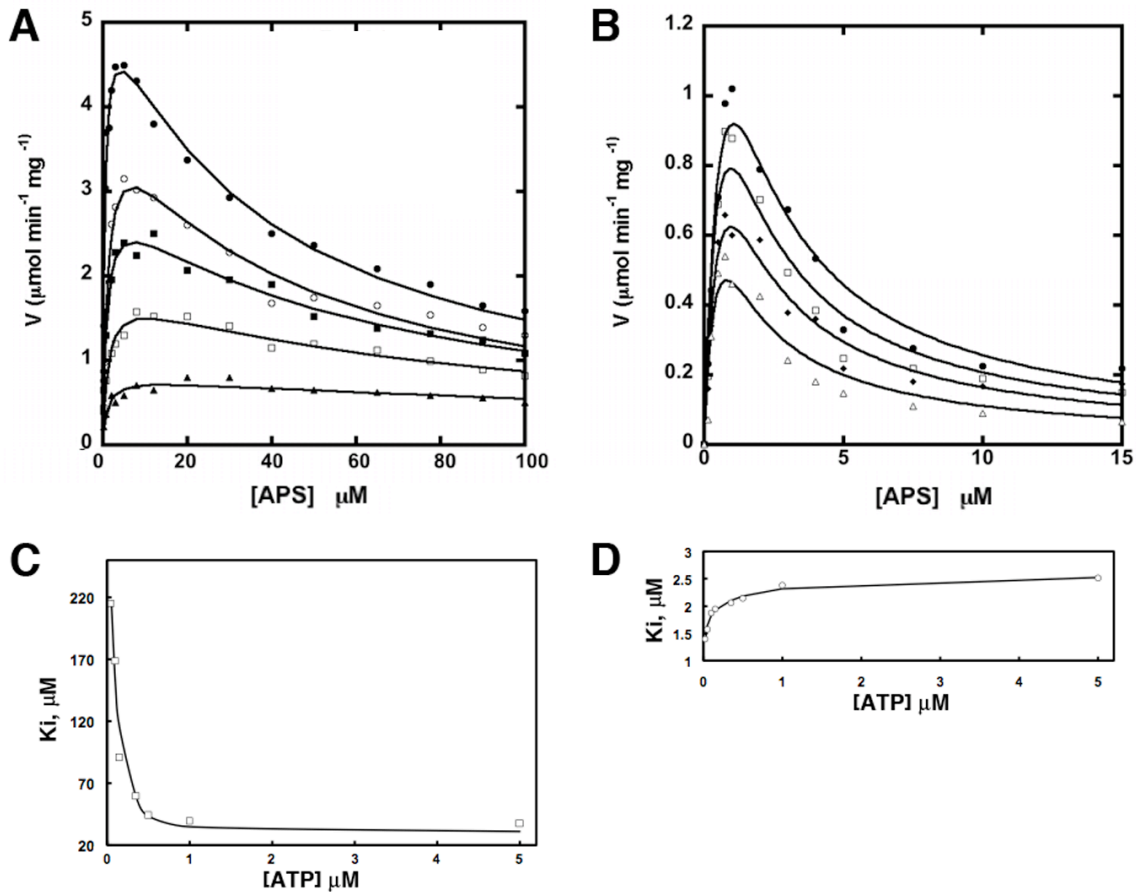 A
V (μmol min⁻¹ mg⁻¹)
5
4
3
2
1
0
0 20 40 60 80 100
[APS] μM
B
V (μmol min⁻¹ mg⁻¹)
1.2
1
0.8
0.6
0.4
0.2
0
0 5 10 15
[APS] μM
C
Ki, μM
220
170
120
70
20
0 1 2 3 4 5
[ATP] μM
D
Ki, μM
3
2.5
2
1.5
1
0 1 2 3 4 5
[ATP] μM